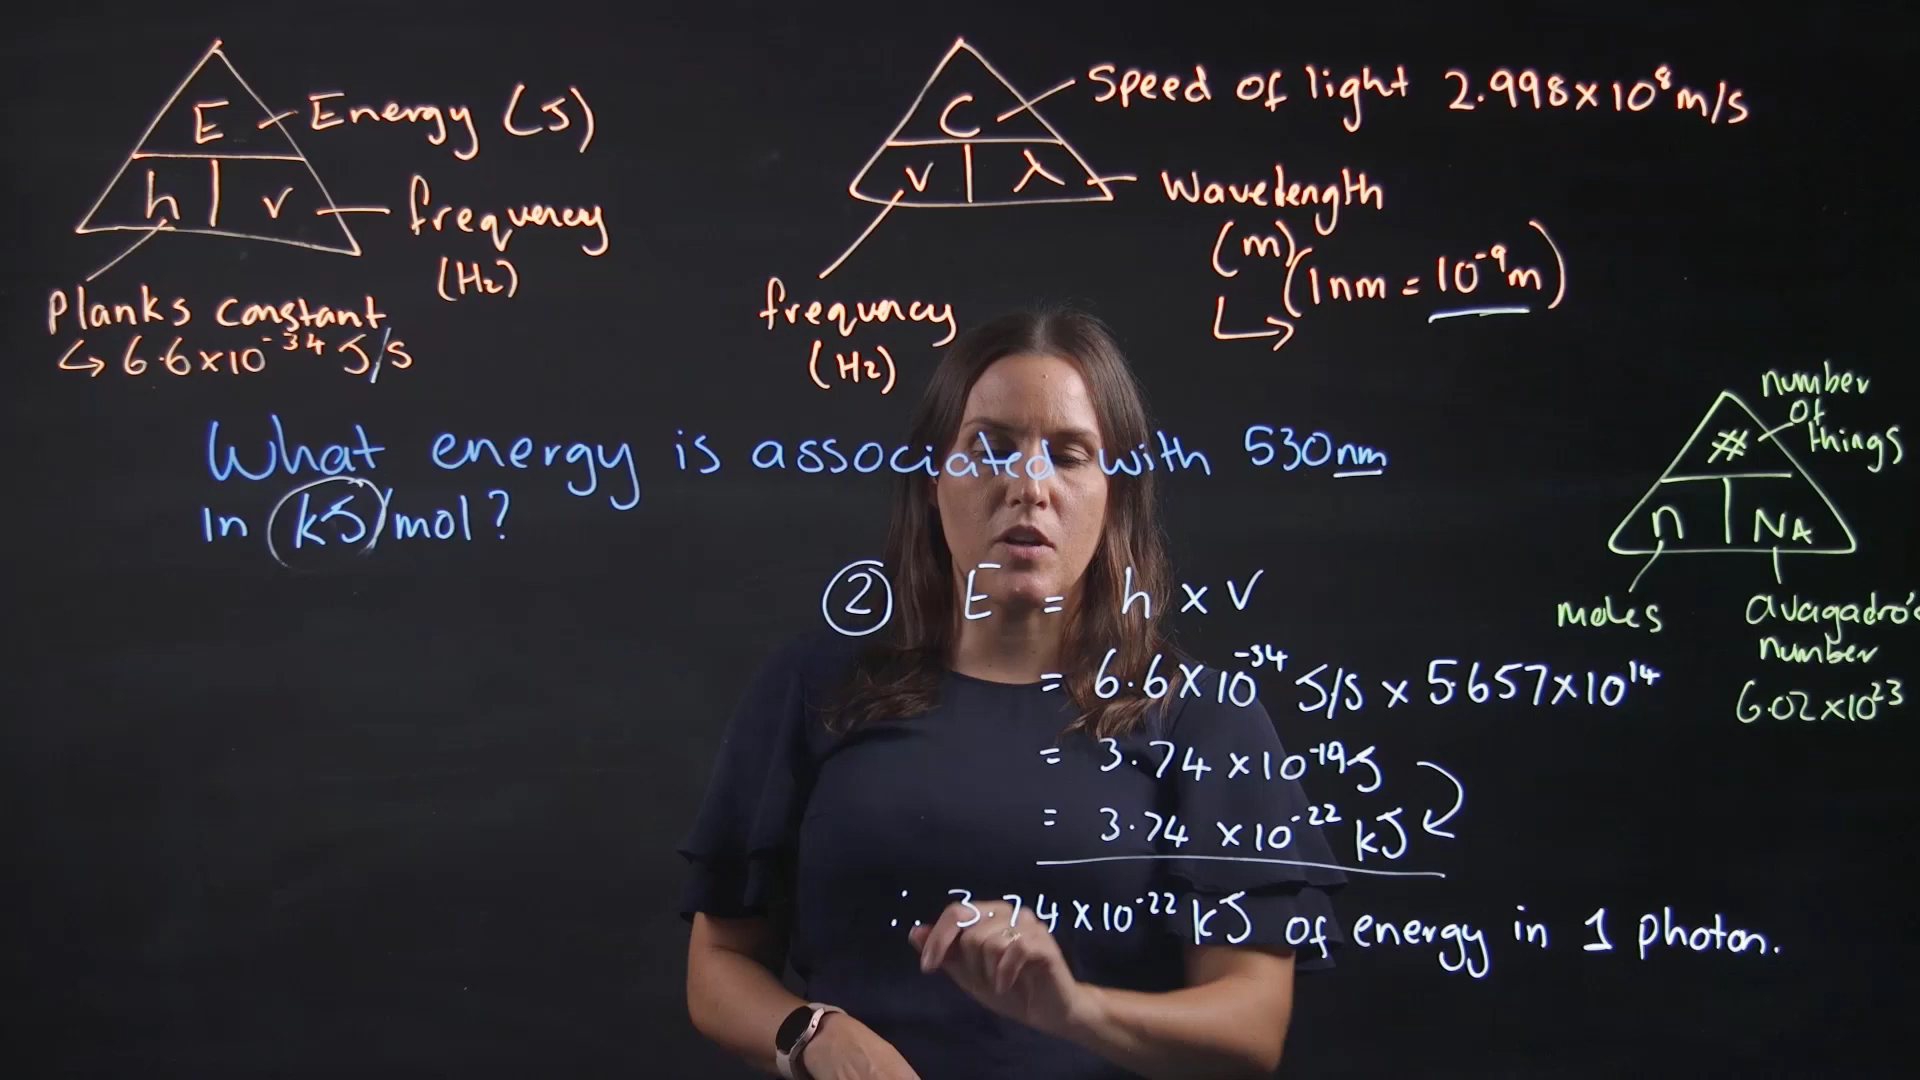 E
Energy (J)
h | v
frequency
(Hz)
Planks constant
↳ 6.6×10⁻³⁴ J/s
C
Speed of light 2.998×10⁸ m/s
v | λ
Wavelength
(m)
↳ (1nm = 10⁻⁹m)
frequency
(Hz)
What energy is associated with 530nm
in kJ/mol?
number
of
things
#
n | NA
moles
avagadro's
number
6.02×10²³
② E = h × v
= 6.6×10⁻³⁴ J/s × 5.657×10¹⁴
= 3.74 ×10⁻¹⁹J
= 3.74 ×10⁻²² kJ
∴ 3.74×10⁻²² kJ of energy in 1 photon.